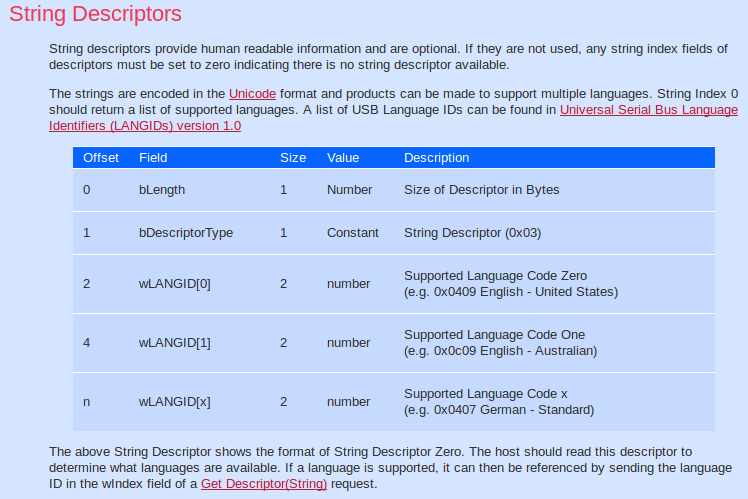 String Descriptors
String descriptors provide human readable information and are optional. If they are not used, any string index fields of
descriptors must be set to zero indicating there is no string descriptor available.
The strings are encoded in the Unicode format and products can be made to support multiple languages. String Index 0
should return a list of supported languages. A list of USB Language IDs can be found in Universal Serial Bus Language
Identifiers (LANGIDs) version 1.0
Offset Field Size Value Description
0 bLength 1 Number Size of Descriptor in Bytes
1 bDescriptorType 1 Constant String Descriptor (0x03)
2 wLANGID[0] 2 number Supported Language Code Zero
(e.g. 0x0409 English - United States)
4 wLANGID[1] 2 number Supported Language Code One
(e.g. 0x0c09 English - Australian)
n wLANGID[x] 2 number Supported Language Code x
(e.g. 0x0407 German - Standard)
The above String Descriptor shows the format of String Descriptor Zero. The host should read this descriptor to
determine what languages are available. If a language is supported, it can then be referenced by sending the language
ID in the wIndex field of a Get Descriptor(String) request.